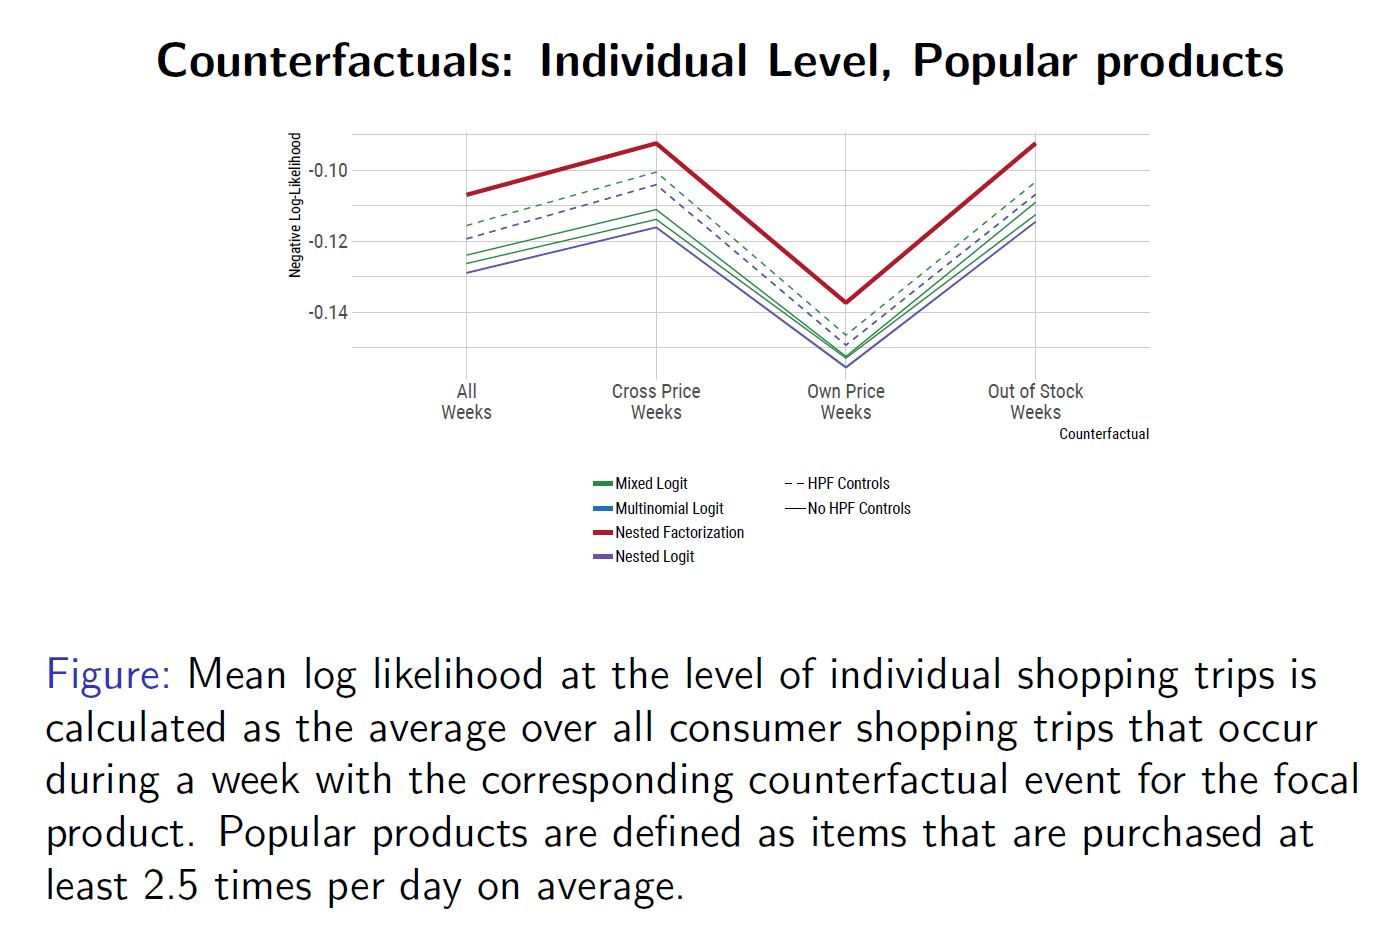 Counterfactuals: Individual Level, Popular products
Negative Log-Likelihood
-0.10
-0.12
-0.14
All
Weeks
Cross Price
Weeks
Own Price
Weeks
Out of Stock
Weeks
Counterfactual
Mixed Logit
Multinomial Logit
Nested Factorization
Nested Logit
HPF Controls
No HPF Controls
Figure: Mean log likelihood at the level of individual shopping trips is
calculated as the average over all consumer shopping trips that occur
during a week with the corresponding counterfactual event for the focal
product. Popular products are defined as items that are purchased at
least 2.5 times per day on average.